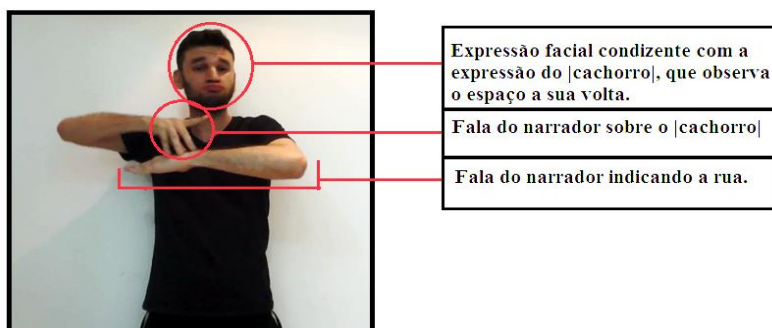 Expressão facial condizente com a
expressão do |cachorro|, que observa
o espaço a sua volta.
Fala do narrador sobre o |cachorro|
Fala do narrador indicando a rua.